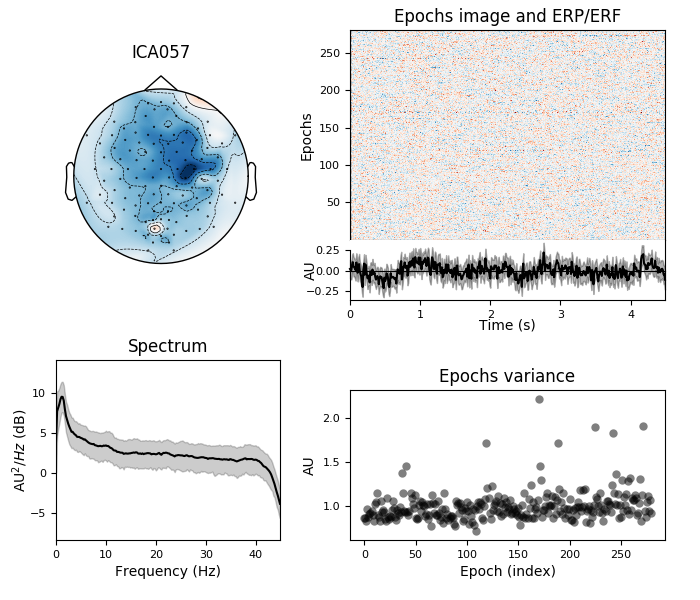 ICA057
Epochs image and ERP/ERF
Epochs
250
200
150
100
50
AU
0.25
0.00
−0.25
0
1
2
3
4
Time (s)
Spectrum
AU²/Hz (dB)
10
5
0
−5
0
10
20
30
40
Frequency (Hz)
Epochs variance
AU
2.0
1.5
1.0
0
50
100
150
200
250
Epoch (index)